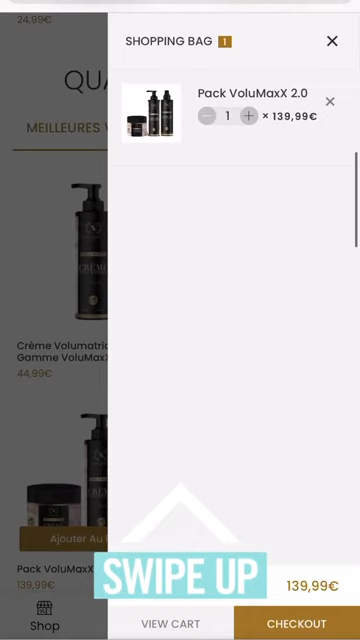 24,99€
SHOPPING BAG 1
QUA
MEILLEURES V
Pack VoluMaxX 2.0
1 × 139,99€
Crème Volumatric
Gamme VoluMaxX
44,99€
Ajouter Au
Pack VoluMaxX
139,99€
SWIPE UP
139,99€
Shop
VIEW CART
CHECKOUT